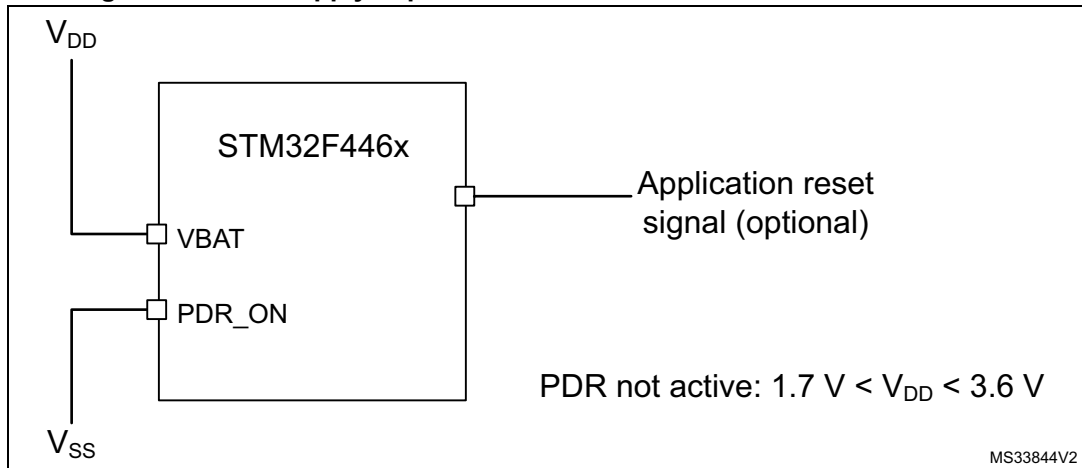 VDD
STM32F446x
Application reset
signal (optional)
VBAT
PDR_ON
PDR not active: 1.7 V < VDD < 3.6 V
VSS
MS33844V2